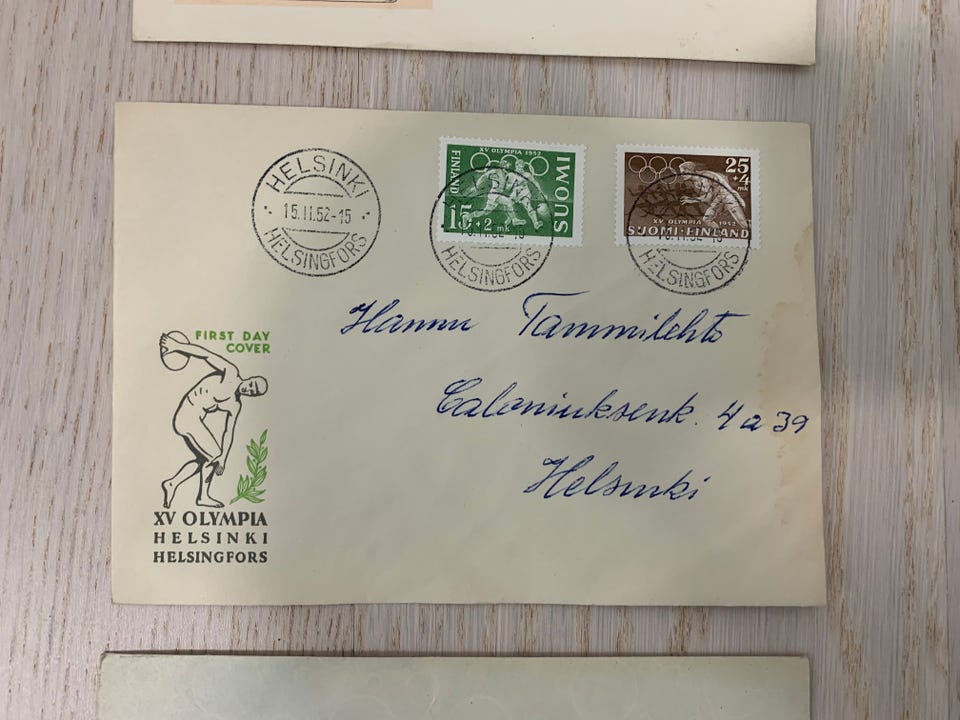 HELSINKI
15.II.52-15
HELSINGFORS
XV OLYMPIA 1952
FINLAND
SUOMI
15
+2 mk
HELSINGFORS
25
+4
mk
XV OLYMPIA 1952
SUOMI-FINLAND
HELSINGFORS
Hannu Tammilehto
Caloniuksenk. 4 a 39
Helsinki
FIRST DAY
COVER
XV OLYMPIA
HELSINKI
HELSINGFORS